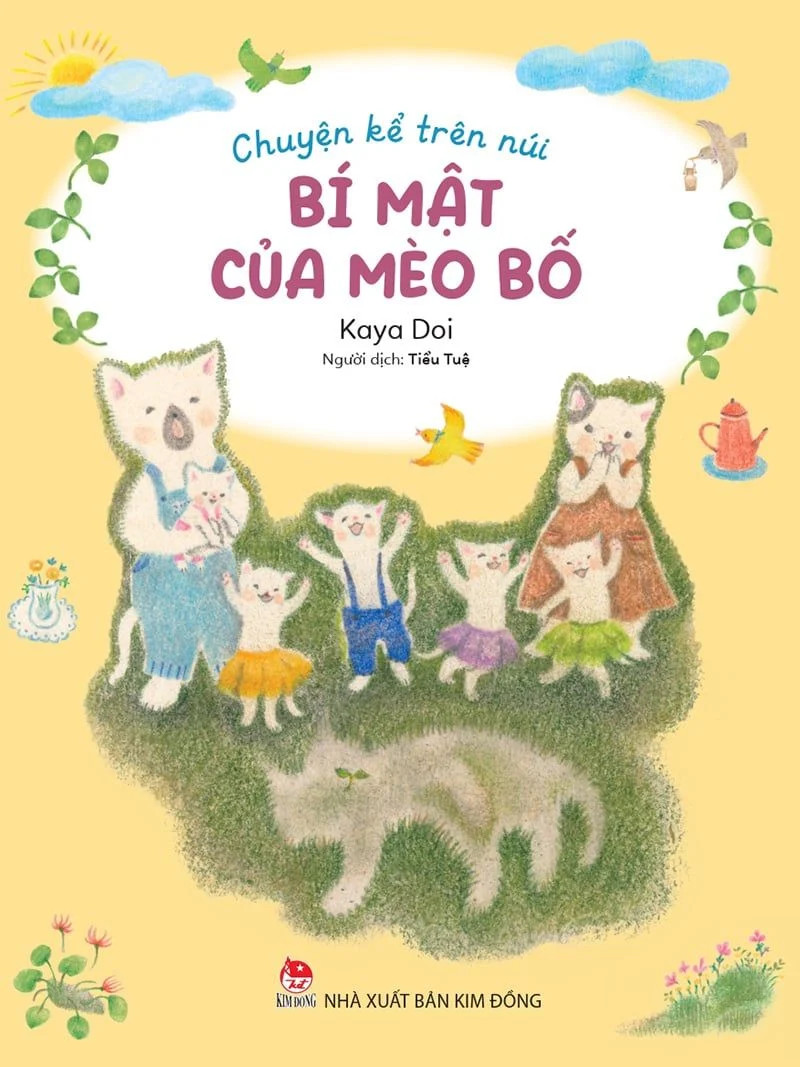 Chuyện kể trên núi
BÍ MẬT
CỦA MÈO BỐ
Kaya Doi
Người dịch: Tiểu Tuệ
KIM ĐỒNG
NHÀ XUẤT BẢN KIM ĐỒNG